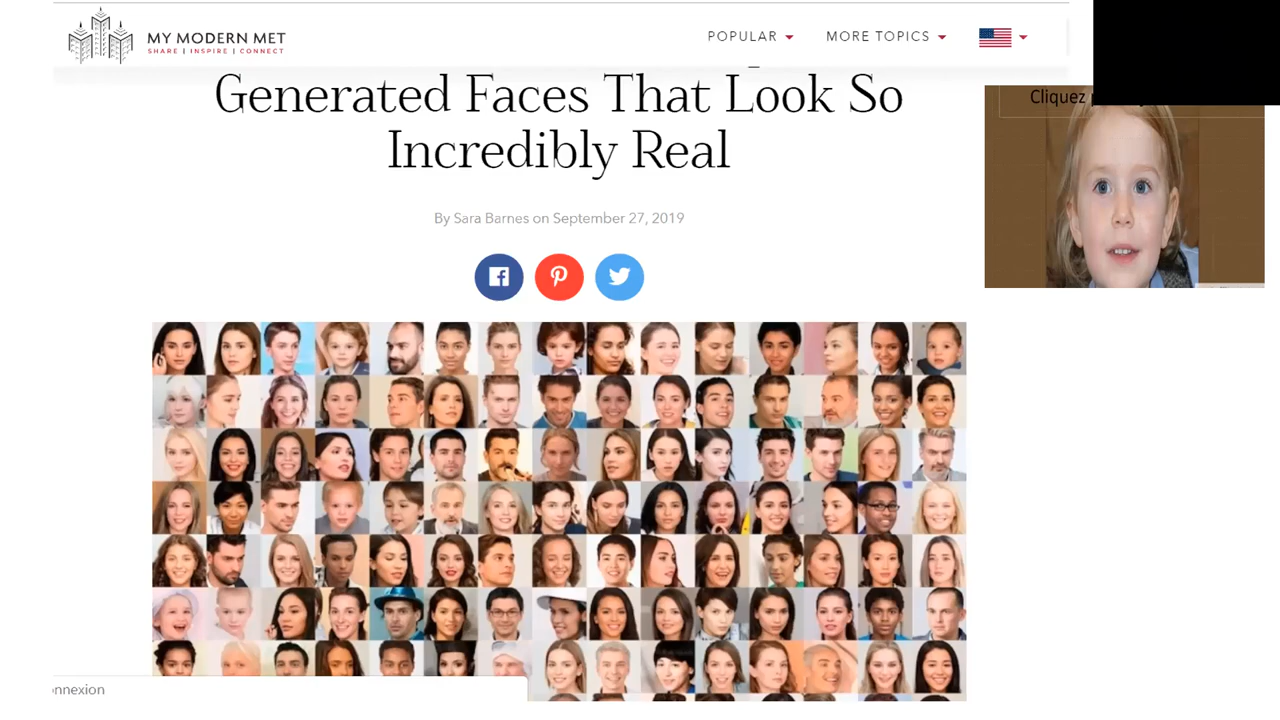 MY MODERN MET
SHARE | INSPIRE | CONNECT
POPULAR
MORE TOPICS
Generated Faces That Look So
Incredibly Real
Cliquez
By Sara Barnes on September 27, 2019
onnexion